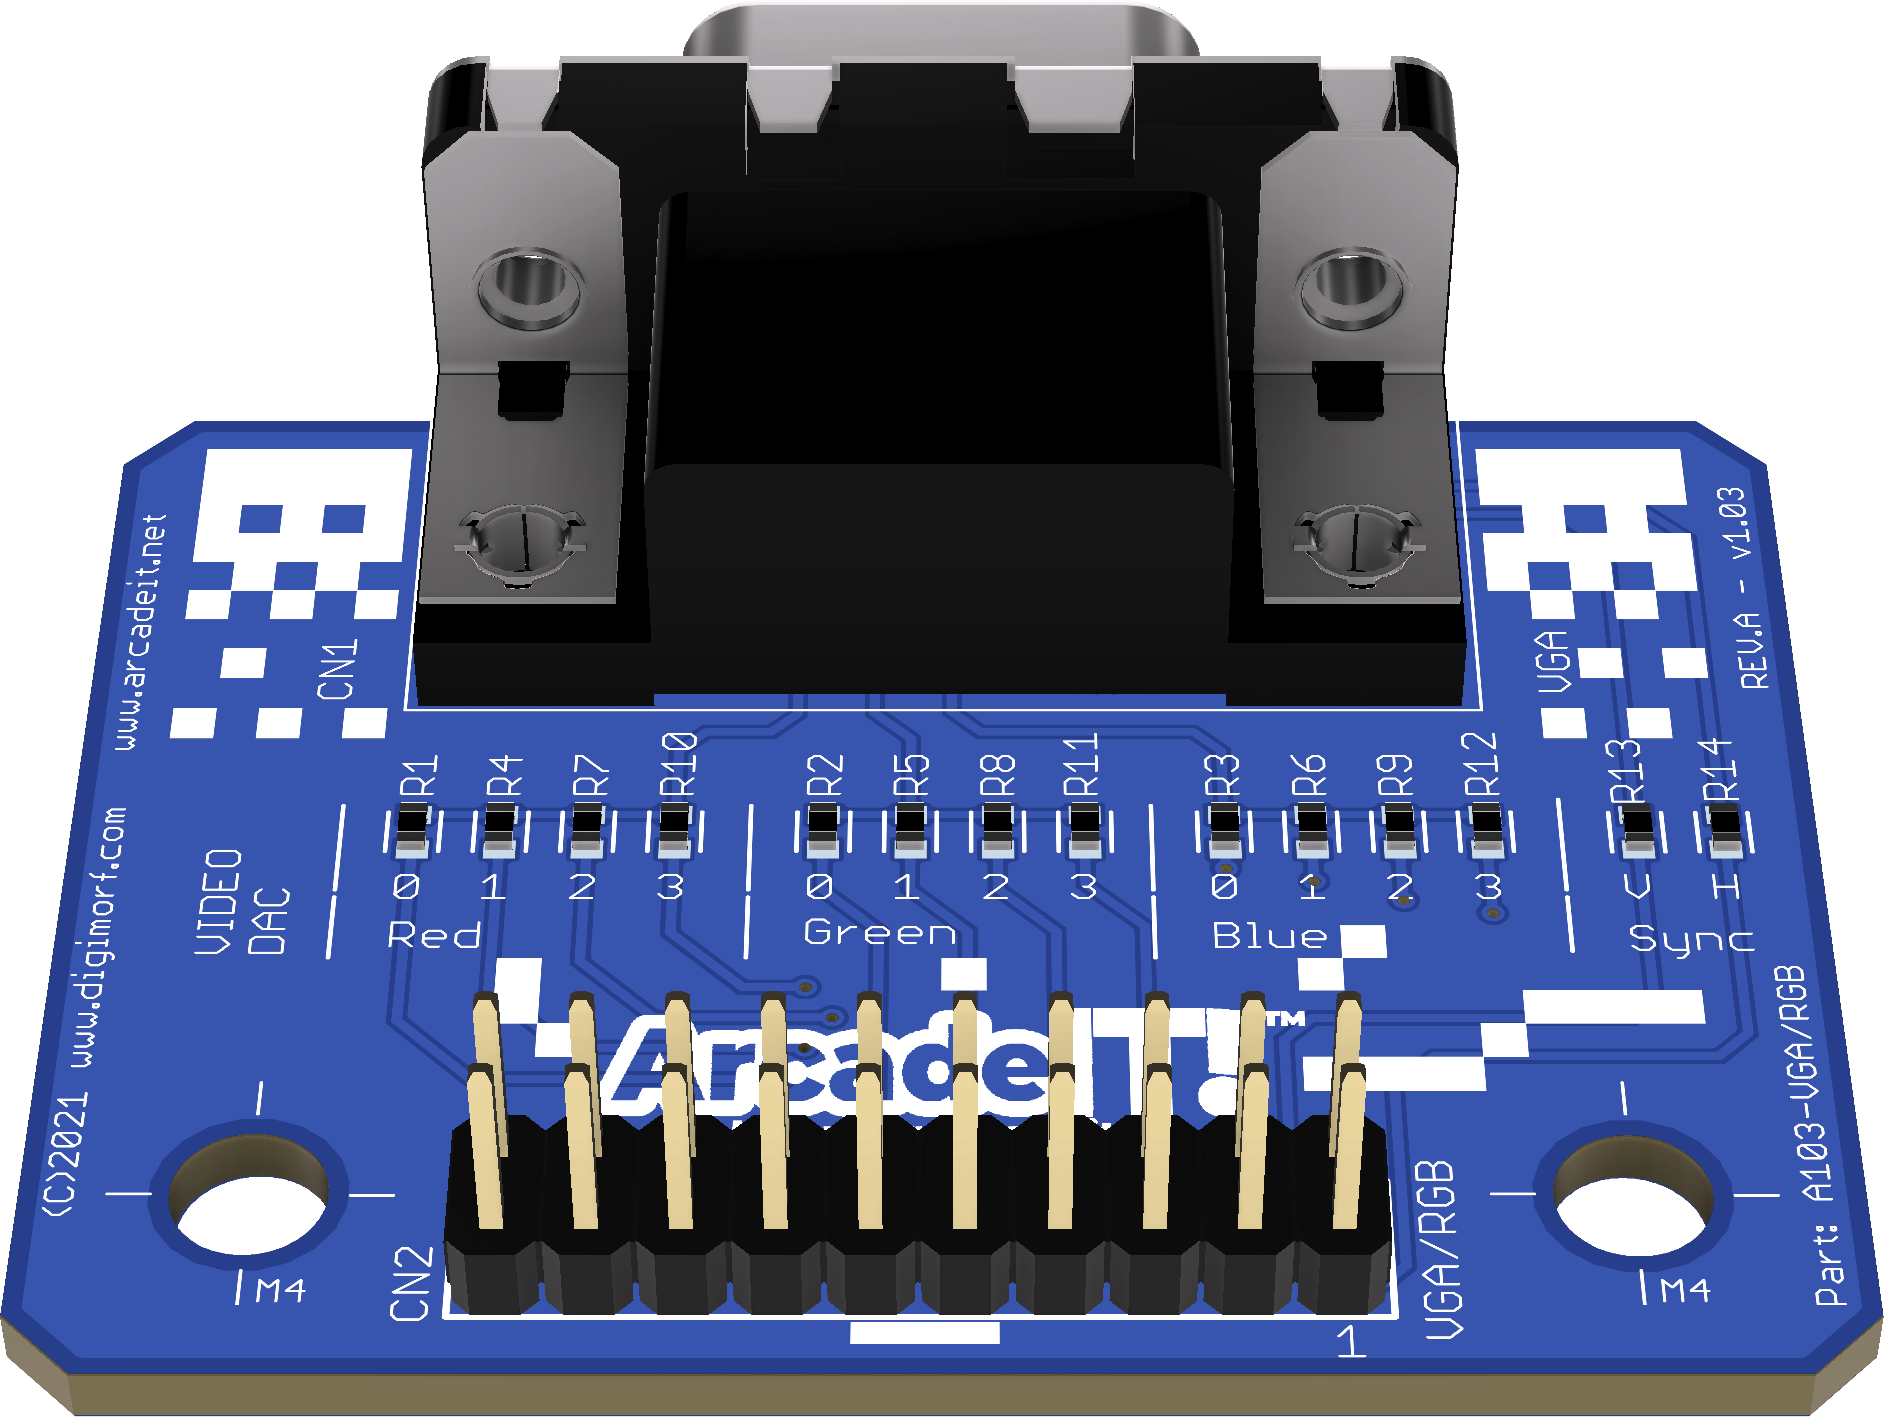 www.arcadeit.net
CN1
VGA
REV.A - v1.03
R1 R4 R7 R10 R2 R5 R8 R11 R3 R6 R9 R12 R13 R14
0 1 2 3 0 1 2 3 0 1 2 3 V H
Red Green Blue Sync
VIDEO
DAC
(C)2021 www.digimorf.com
ArcadeIT!™
Part: A103-VGA/RGB
M4
CN2
VGA/RGB
M4
1